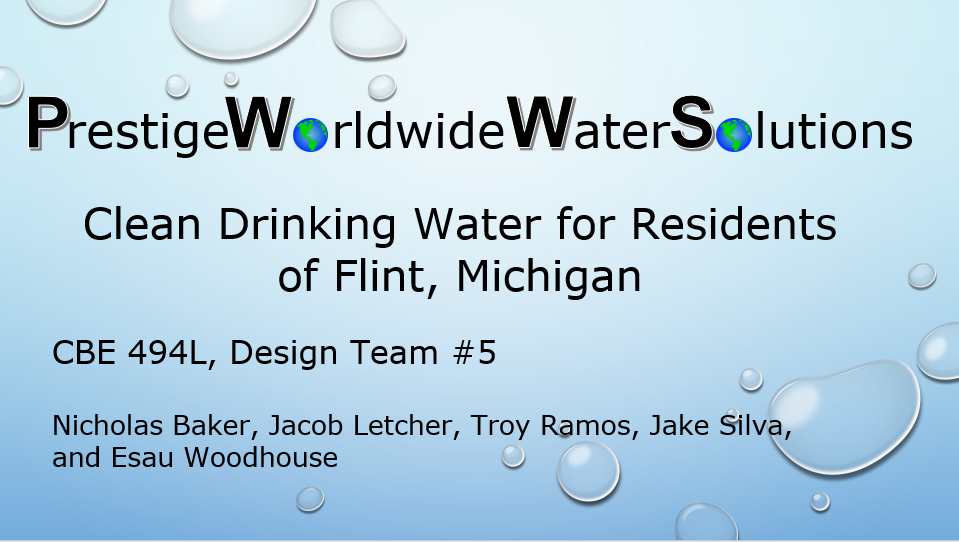 PrestigeWorldwideWaterSolutions
Clean Drinking Water for Residents
of Flint, Michigan
CBE 494L, Design Team #5
Nicholas Baker, Jacob Letcher, Troy Ramos, Jake Silva,
and Esau Woodhouse